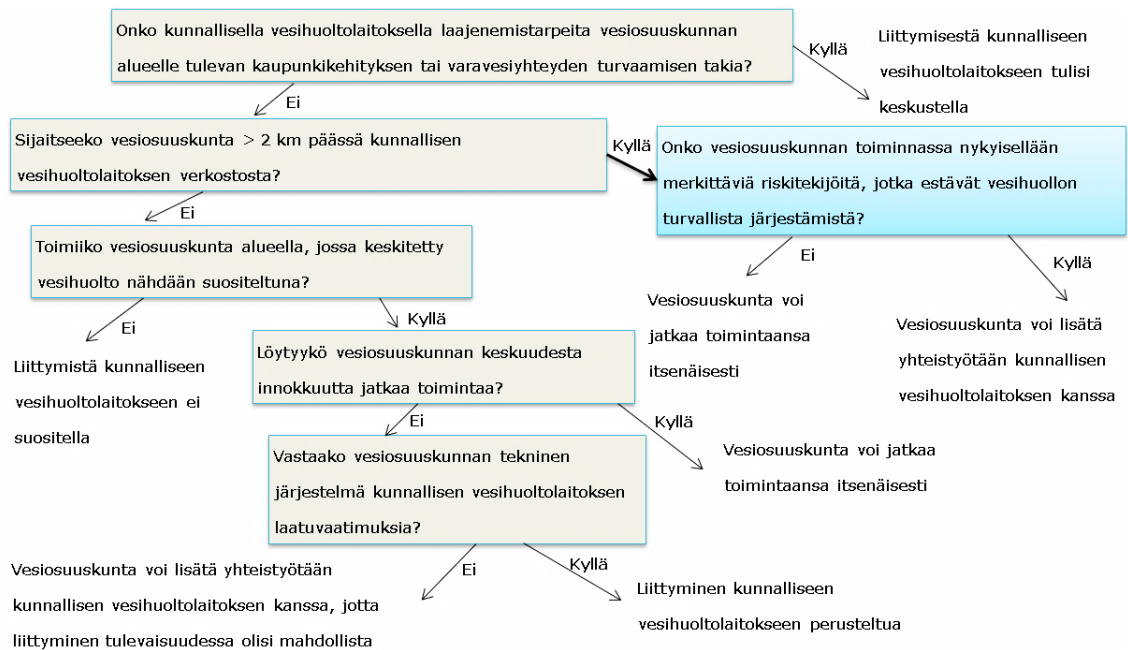 Onko kunnallisella vesihuoltolaitoksella laajenemistarpeita vesiosuuskunnan
alueelle tulevan kaupunkikehityksen tai varavesiyhteyden turvaamisen takia?
Kyllä
Liittymisestä kunnalliseen
vesihuoltolaitokseen tulisi
keskustella
Ei
Sijaitseeko vesiosuuskunta > 2 km päässä kunnallisen
vesihuoltolaitoksen verkostosta?
Kyllä
Onko vesiosuuskunnan toiminnassa nykyisellään
merkittäviä riskitekijöitä, jotka estävät vesihuollon
turvallista järjestämistä?
Ei
Toimiiko vesiosuuskunta alueella, jossa keskitetty
vesihuolto nähdään suositeltuna?
Ei
Vesiosuuskunta voi
jatkaa toimintaansa
itsenäisesti
Kyllä
Vesiosuuskunta voi lisätä
yhteistyötään kunnallisen
vesihuoltolaitoksen kanssa
Ei
Liittymistä kunnalliseen
vesihuoltolaitokseen ei
suositella
Kyllä
Löytyykö vesiosuuskunnan keskuudesta
innokkuutta jatkaa toimintaa?
Ei
Kyllä
Vesiosuuskunta voi jatkaa
toimintaansa itsenäisesti
Vastaako vesiosuuskunnan tekninen
järjestelmä kunnallisen vesihuoltolaitoksen
laatuvaatimuksia?
Ei
Vesiosuuskunta voi lisätä yhteistyötään
kunnallisen vesihuoltolaitoksen kanssa, jotta
liittyminen tulevaisuudessa olisi mahdollista
Kyllä
Liittyminen kunnalliseen
vesihuoltolaitokseen perusteltua